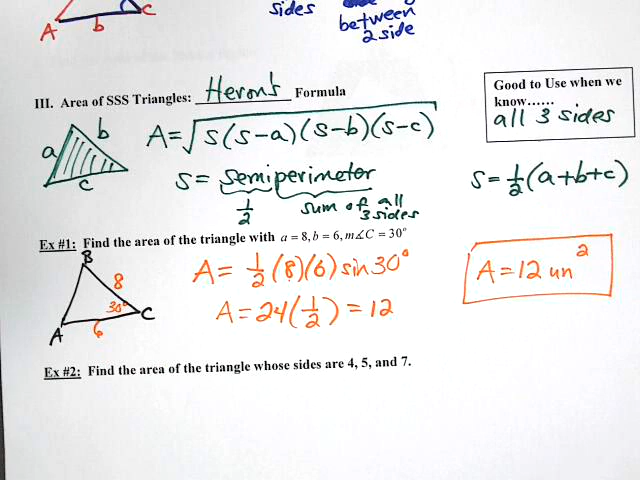 A b C
sides
between
2 side
III. Area of SSS Triangles: Heron's Formula
Good to Use when we
know......
all 3 sides
a b c
A=√s(s-a)(s-b)(s-c)
s= semiperimeter
1/2 sum of all
3 sides
s=1/2(a+b+c)
Ex #1: Find the area of the triangle with a = 8, b = 6, m∡C = 30°
B
8
30°
C
A 6
A= 1/2(8)(6) sin30°
A=24(1/2) = 12
A=12 un²
Ex #2: Find the area of the triangle whose sides are 4, 5, and 7.